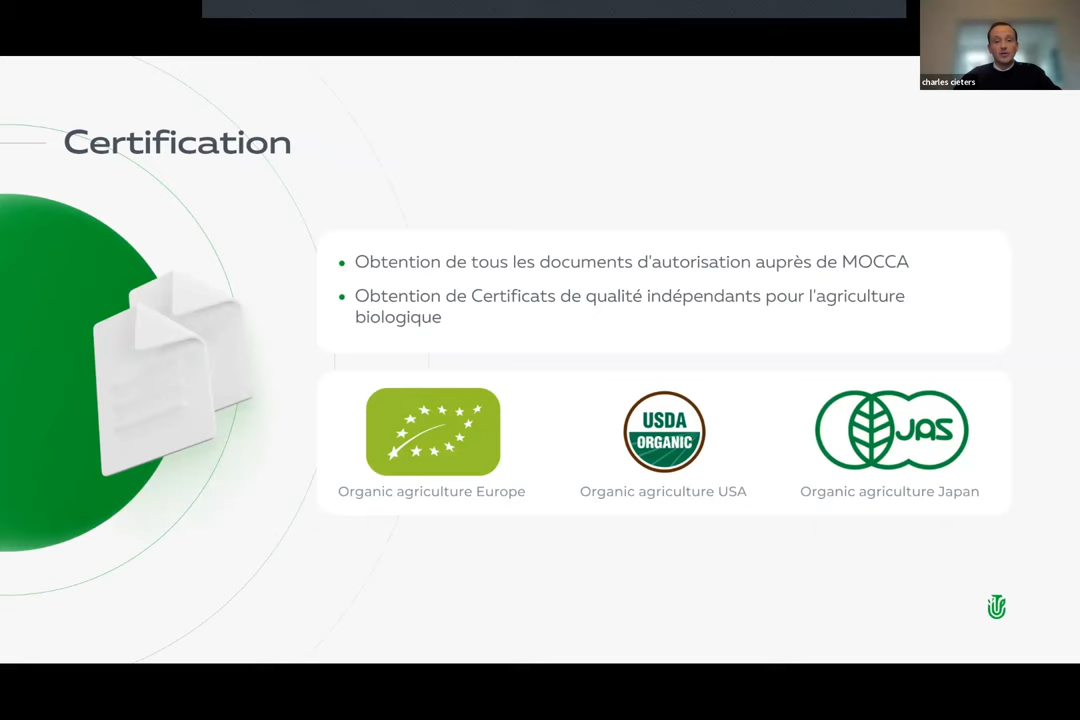 charles cieters
Certification
• Obtention de tous les documents d'autorisation auprès de MOCCA
• Obtention de Certificats de qualité indépendants pour l'agriculture
biologique
USDA
ORGANIC
JAS
Organic agriculture Europe
Organic agriculture USA
Organic agriculture Japan